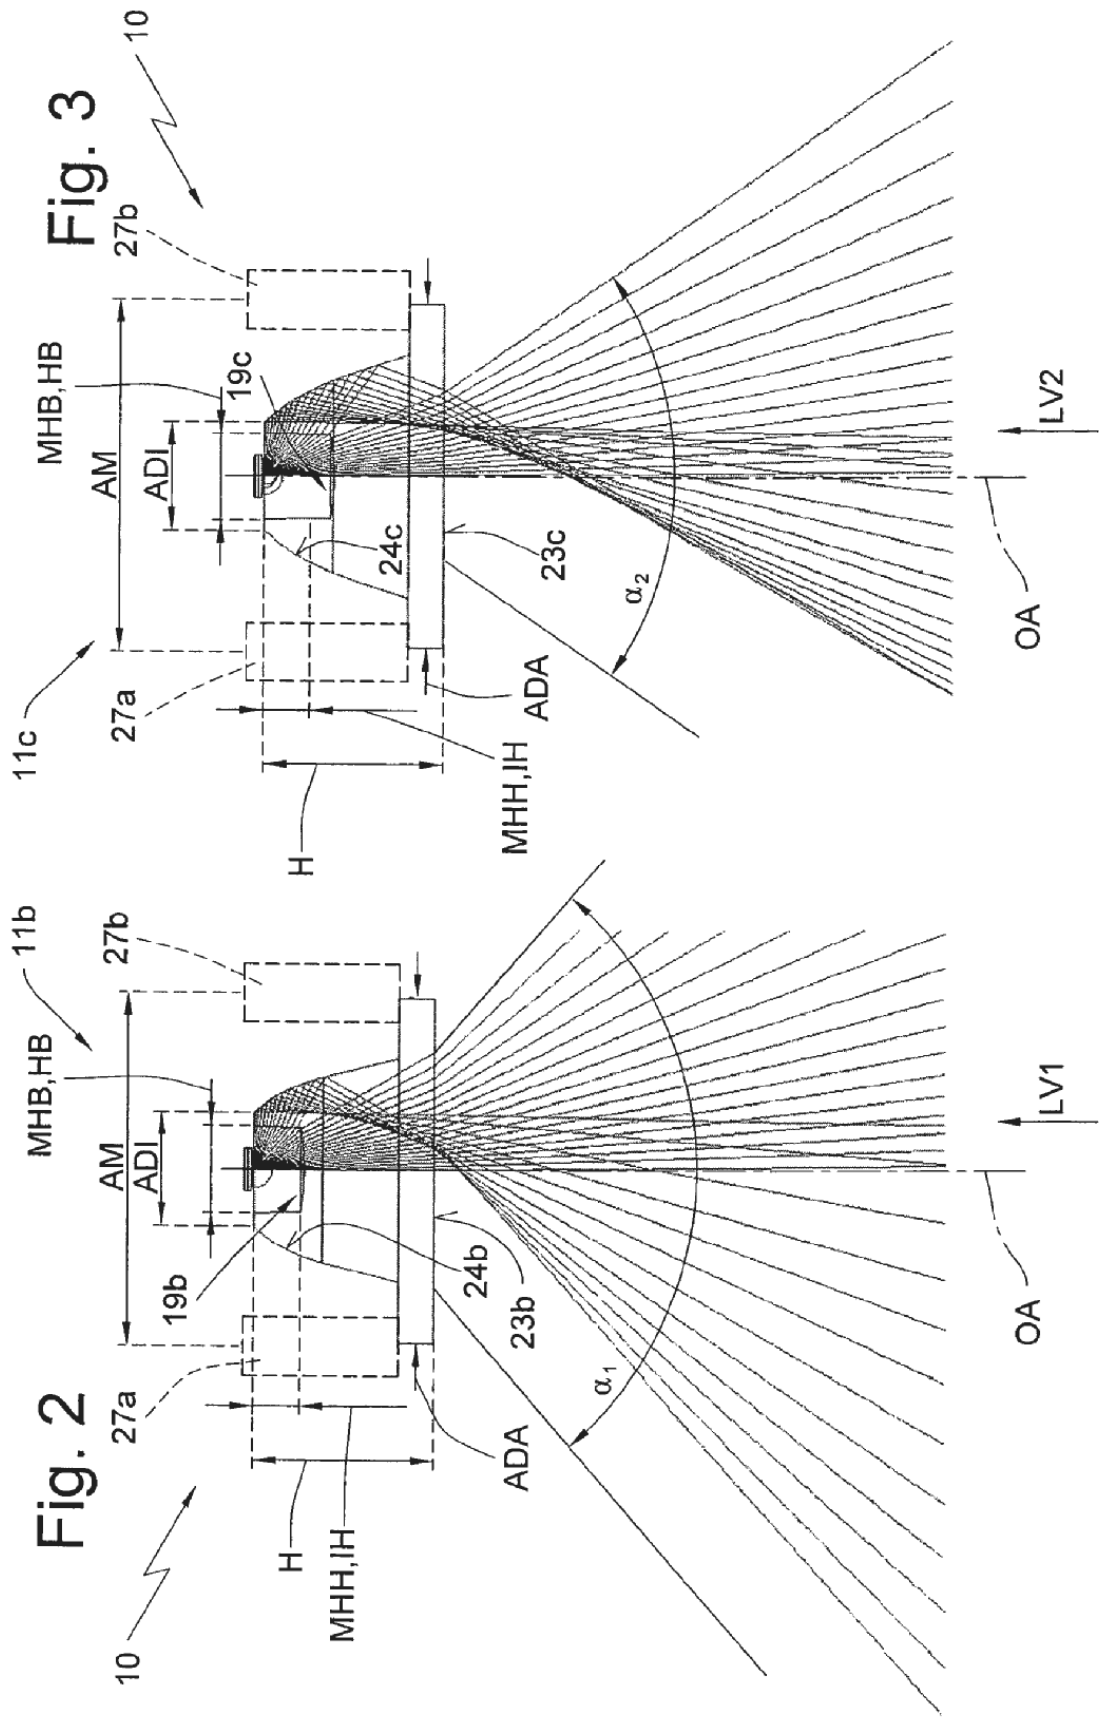 Fig. 2
10
11b
MHB,HB
AM
ADI
27a
27b
19b
24b
23b
ADA
H
MHH,IH
α1
LV1
OA
Fig. 3
10
11c
MHB,HB
AM
ADI
27a
27b
19c
24c
23c
ADA
H
MHH,IH
α2
LV2
OA